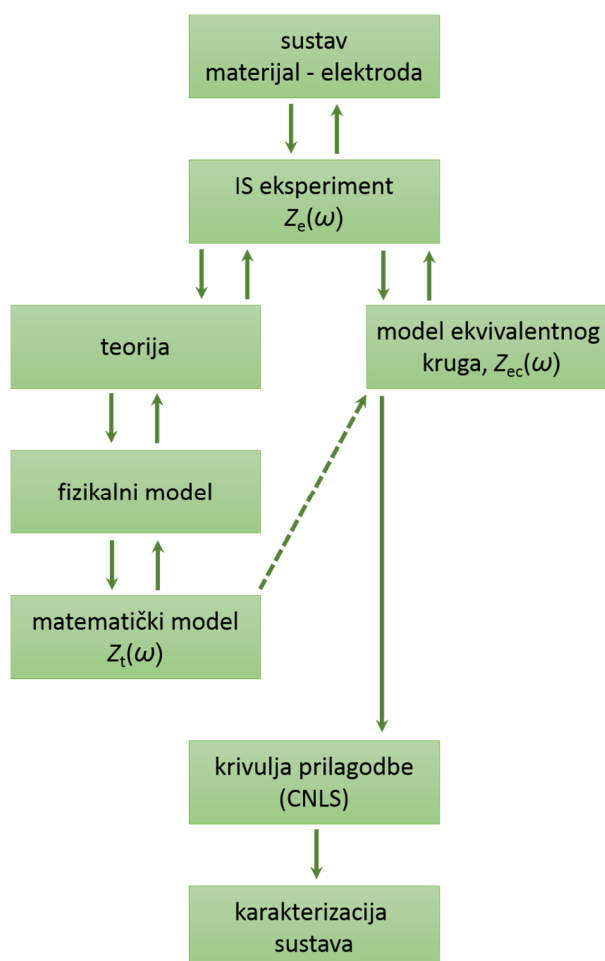 sustav
materijal - elektroda
IS eksperiment
Zₑ(ω)
teorija
model ekvivalentnog
kruga, Zec(ω)
fizikalni model
matematički model
Zₜ(ω)
krivulja prilagodbe
(CNLS)
karakterizacija
sustava